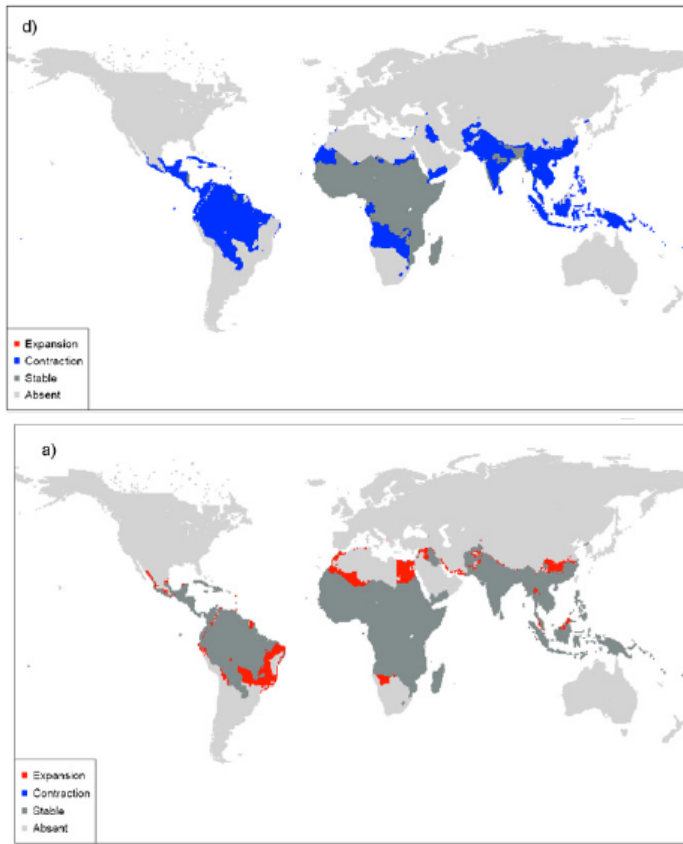 d)
Expansion
Contraction
Stable
Absent
a)
Expansion
Contraction
Stable
Absent